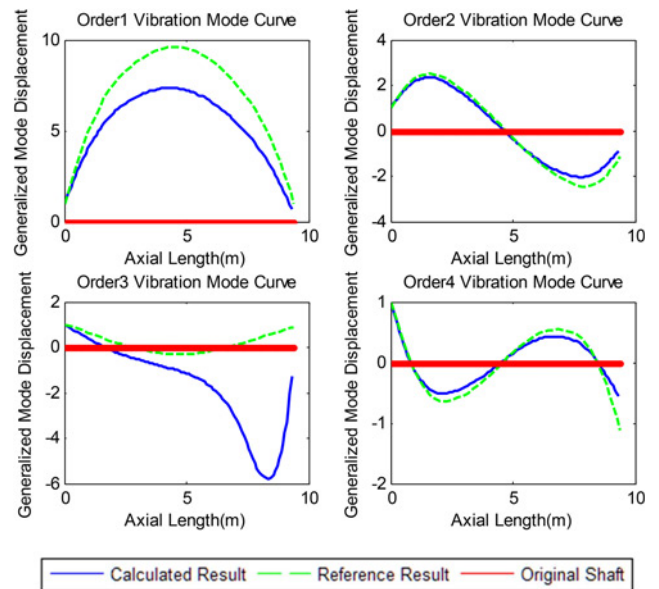 Order1 Vibration Mode Curve
Generalized Mode Displacement
10
5
0
0 5 10
Axial Length(m)
Order2 Vibration Mode Curve
Generalized Mode Displacement
4
2
0
-2
-4
0 5 10
Axial Length(m)
Order3 Vibration Mode Curve
Generalized Mode Displacement
2
0
-2
-4
-6
0 5 10
Axial Length(m)
Order4 Vibration Mode Curve
Generalized Mode Displacement
1
0
-1
-2
0 5 10
Axial Length(m)
Calculated Result Reference Result Original Shaft